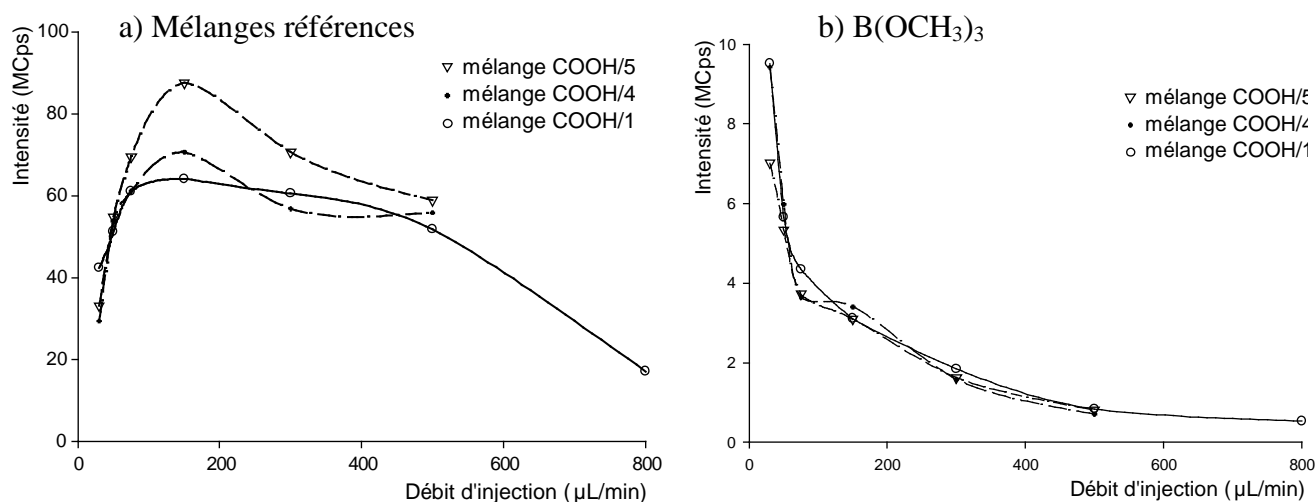 a) Mélanges références
Intensité (MCps)
100
80
60
40
20
0
▽ mélange COOH/5
• mélange COOH/4
○ mélange COOH/1
0
200
400
600
800
Débit d'injection (µL/min)
b) B(OCH₃)₃
Intensité (MCps)
10
8
6
4
2
0
▽ mélange COOH/5
• mélange COOH/4
○ mélange COOH/1
0
200
400
600
800
Débit d'injection (µL/min)